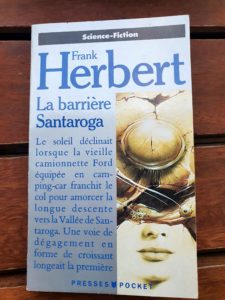 Science-Fiction
Frank
Herbert
La barrière
Santaroga
Le soleil déclinait
lorsque la vieille
camionnette Ford
équipée en cam-
ping-car franchit le
col pour amorcer la
longue descente
vers la Vallée de San-
taroga. Une voie de
dégagement en
forme de croissant
longeait la première
PRESSES POCKET